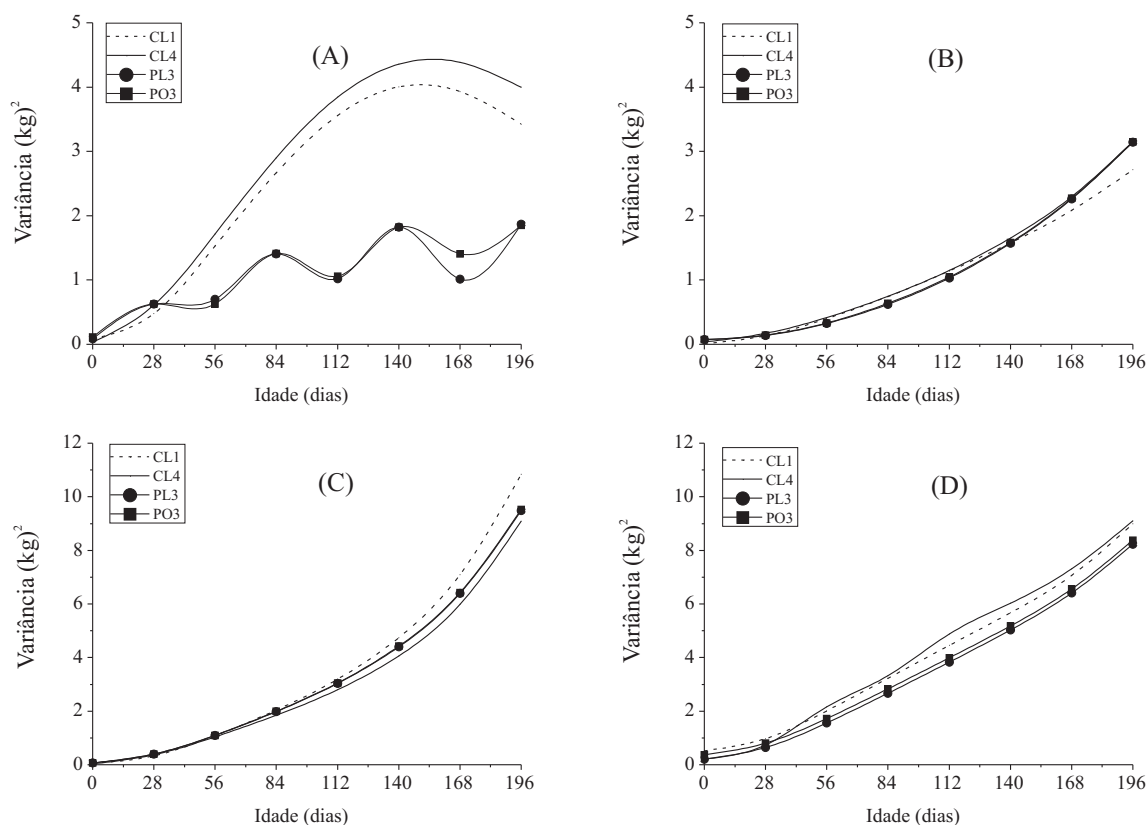 5
CL1
CL4
PL3
PO3
(A)
4
3
2
1
0
Variância (kg)²
0 28 56 84 112 140 168 196
Idade (dias)
5
CL1
CL4
PL3
PO3
(B)
4
3
2
1
0
Variância (kg)²
0 28 56 84 112 140 168 196
Idade (dias)
12
CL1
CL4
PL3
PO3
(C)
10
8
6
4
2
0
Variância (kg)²
0 28 56 84 112 140 168 196
Idade (dias)
12
CL1
CL4
PL3
PO3
(D)
10
8
6
4
2
0
Variância (kg)²
0 28 56 84 112 140 168 196
Idade (dias)